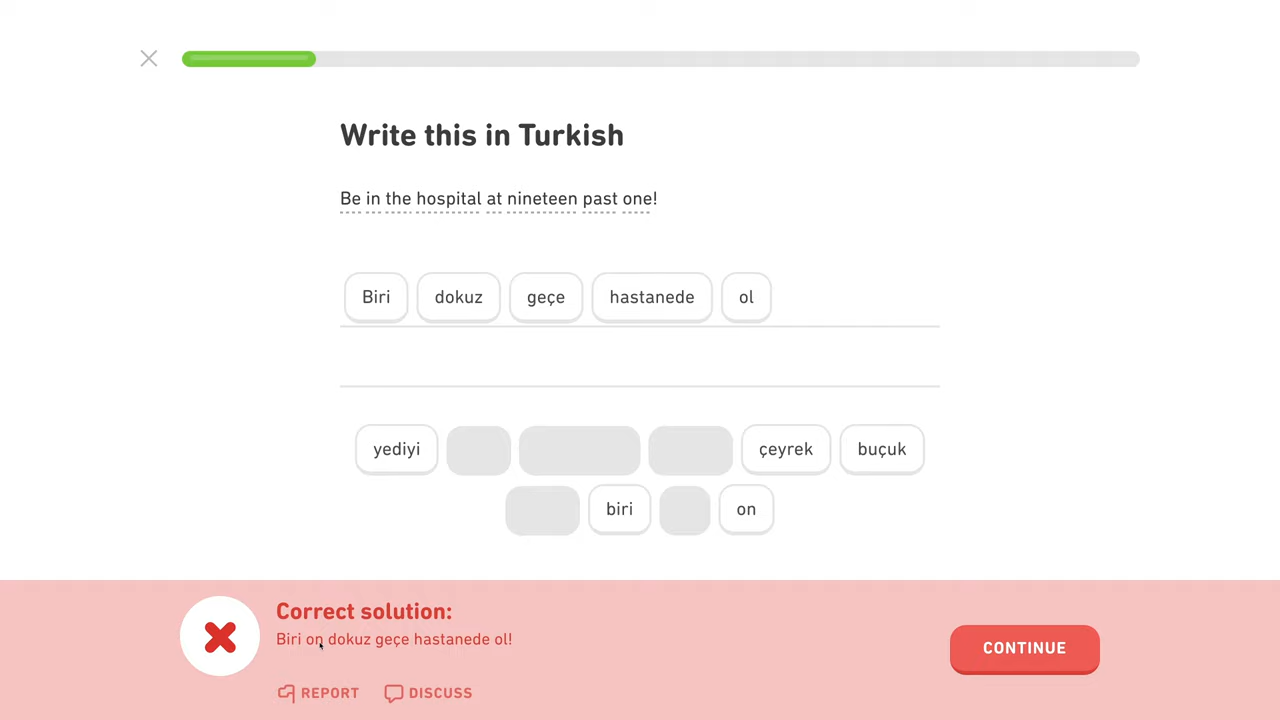 Write this in Turkish
Be in the hospital at nineteen past one!
Biri dokuz geçe hastanede ol
yediyi çeyrek buçuk
biri on
Correct solution:
Biri on dokuz geçe hastanede ol!
CONTINUE
REPORT DISCUSS